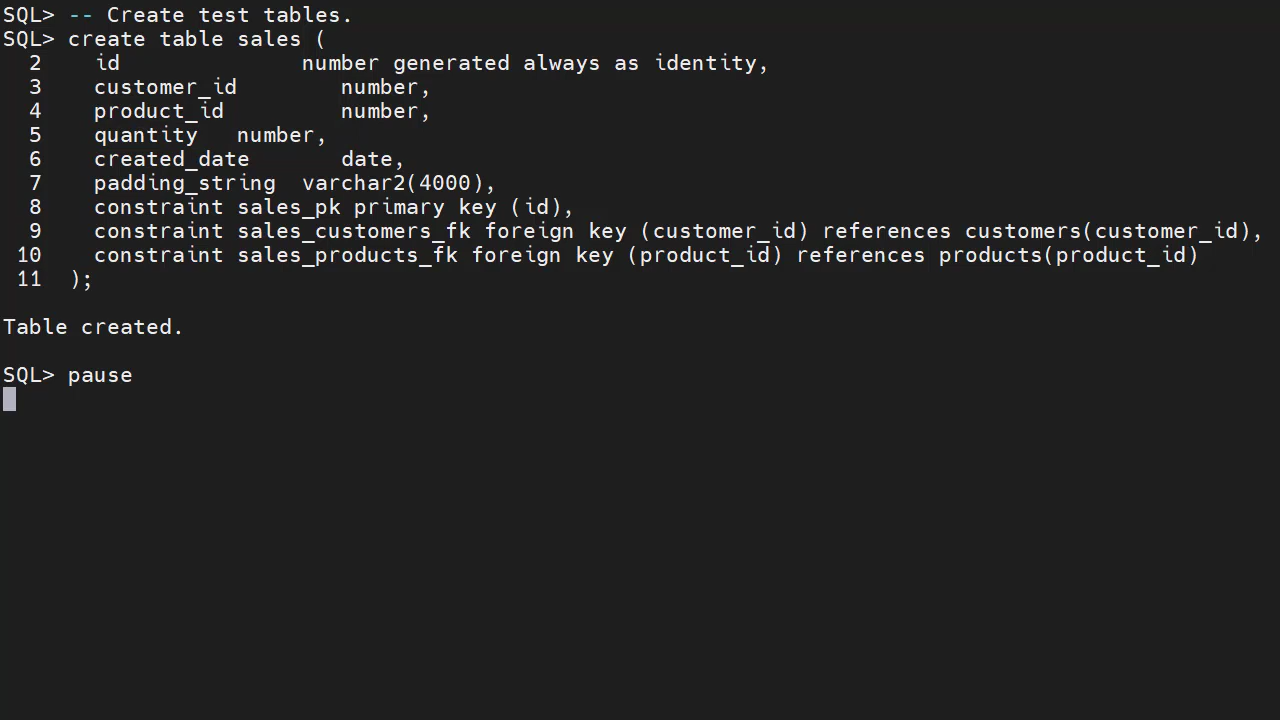 SQL> -- Create test tables.
SQL> create table sales (
  2    id              number generated always as identity,
  3    customer_id        number,
  4    product_id         number,
  5    quantity   number,
  6    created_date       date,
  7    padding_string  varchar2(4000),
  8    constraint sales_pk primary key (id),
  9    constraint sales_customers_fk foreign key (customer_id) references customers(customer_id),
 10    constraint sales_products_fk foreign key (product_id) references products(product_id)
 11  );
Table created.
SQL> pause